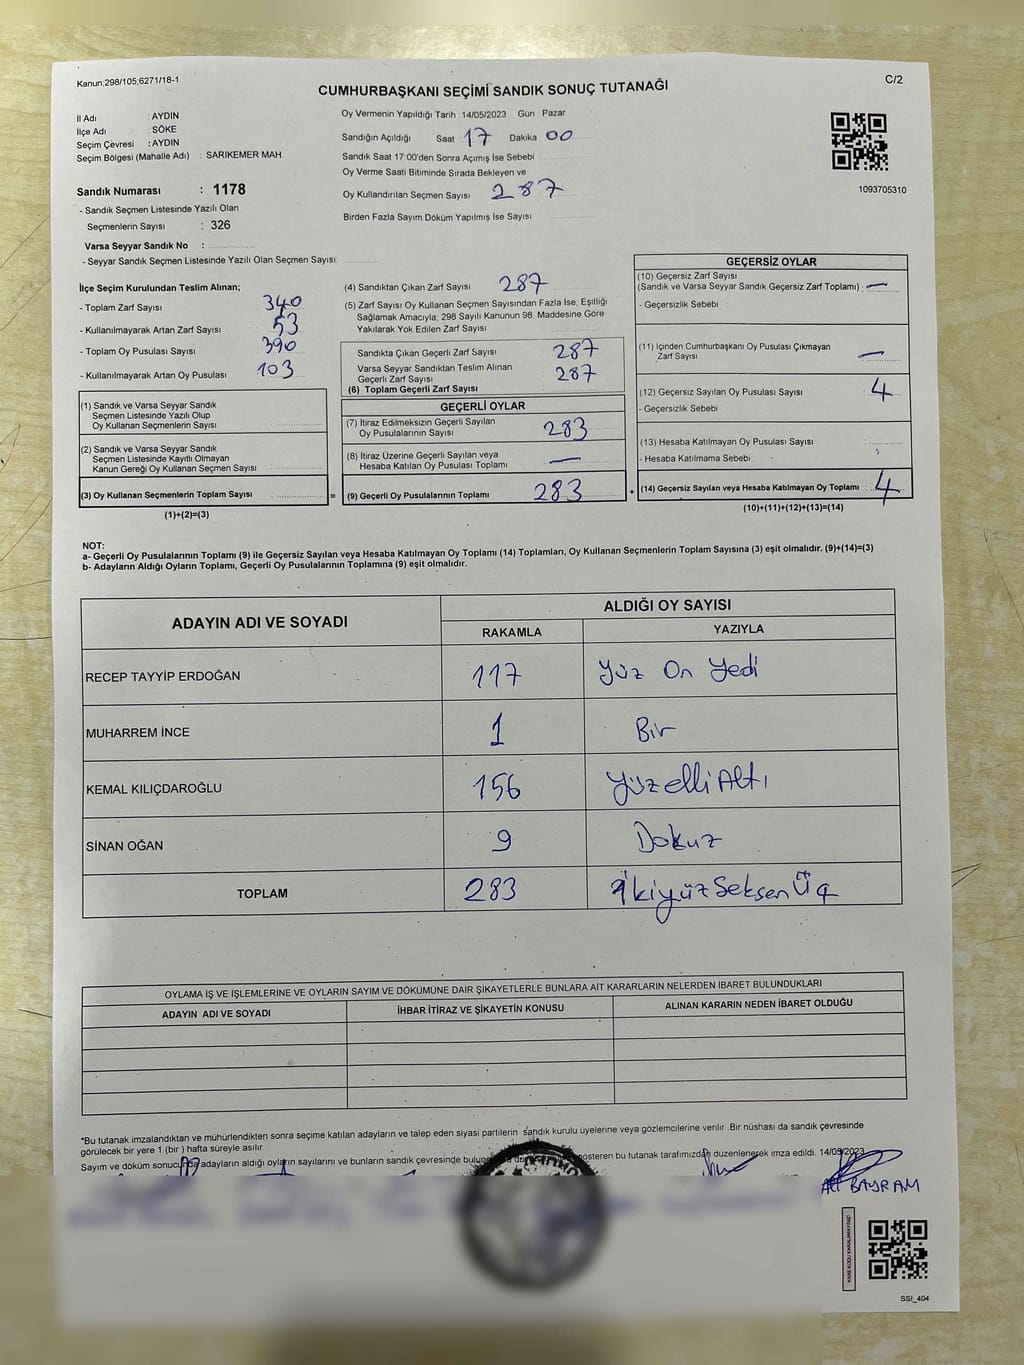 Kanun;298/105;6271/18-1
C/2
CUMHURBAŞKANI SEÇİMİ SANDIK SONUÇ TUTANAĞI
İl Adı : AYDIN
İlçe Adı : SÖKE
Seçim Çevresi : AYDIN
Seçim Bölgesi (Mahalle Adı) : SARIKEMER MAH.
Sandık Numarası : 1178
- Sandık Seçmen Listesinde Yazılı Olan
Seçmenlerin Sayısı : 326
Varsa Seyyar Sandık No :
- Seyyar Sandık Seçmen Listesinde Yazılı Olan Seçmen Sayısı:
Oy Vermenin Yapıldığı Tarih : 14/05/2023 Gün Pazar
Sandığın Açıldığı Saat 17 Dakika 00
Sandık Saat 17:00'den Sonra Açımış İse Sebebi
Oy Verme Saati Bitiminde Sırada Bekleyen ve
Oy Kullandırılan Seçmen Sayısı 287
Birden Fazla Sayım Döküm Yapılmış İse Sayısı
1093705310
İlçe Seçim Kurulundan Teslim Alınan;
- Toplam Zarf Sayısı 340
- Kullanılmayarak Artan Zarf Sayısı 53
- Toplam Oy Pusulası Sayısı 390
- Kullanılmayarak Artan Oy Pusulası 103
(4) Sandıktan Çıkan Zarf Sayısı 287
(5) Zarf Sayısı Oy Kullanan Seçmen Sayısından Fazla İse, Eşitliği
Sağlamak Amacıyla; 298 Sayılı Kanunun 98. Maddesine Göre
Yakılarak Yok Edilen Zarf Sayısı
Sandıkta Çıkan Geçerli Zarf Sayısı 287
Varsa Seyyar Sandıktan Teslim Alınan
Geçerli Zarf Sayısı 287
(6) Toplam Geçerli Zarf Sayısı
GEÇERSİZ OYLAR
(10) Geçersiz Zarf Sayısı
(Sandık ve Varsa Seyyar Sandık Geçersiz Zarf Toplamı) : —
- Geçersizlik Sebebi :
(11) İçinden Cumhurbaşkanı Oy Pusulası Çıkmayan
Zarf Sayısı —
(12) Geçersiz Sayılan Oy Pusulası Sayısı : 4
- Geçersizlik Sebebi
(13) Hesaba Katılmayan Oy Pusulası Sayısı :
- Hesaba Katılmama Sebebi :
(14) Geçersiz Sayılan veya Hesaba Katılmayan Oy Toplamı : 4
(10)+(11)+(12)+(13)=(14)
(1) Sandık ve Varsa Seyyar Sandık
Seçmen Listesinde Yazılı Olup
Oy Kullanan Seçmenlerin Sayısı
(2) Sandık ve Varsa Seyyar Sandık
Seçmen Listesinde Kayıtlı Olmayan
Kanun Gereği Oy Kullanan Seçmen Sayısı
(3) Oy Kullanan Seçmenlerin Toplam Sayısı =
(1)+(2)=(3)
GEÇERLİ OYLAR
(7) İtiraz Edilmeksizin Geçerli Sayılan
Oy Pusulalarının Sayısı 283
(8) İtiraz Üzerine Geçerli Sayılan veya
Hesaba Katılan Oy Pusulası Toplamı —
(9) Geçerli Oy Pusulalarının Toplamı 283 +
NOT:
a- Geçerli Oy Pusulalarının Toplamı (9) ile Geçersiz Sayılan veya Hesaba Katılmayan Oy Toplamı (14) Toplamları, Oy Kullanan Seçmenlerin Toplam Sayısına (3) eşit olmalıdır. (9)+(14)=(3)
b- Adayların Aldığı Oyların Toplamı, Geçerli Oy Pusulalarının Toplamına (9) eşit olmalıdır.
ADAYIN ADI VE SOYADI
ALDIĞI OY SAYISI
RAKAMLA YAZIYLA
RECEP TAYYİP ERDOĞAN 117 Yüz On Yedi
MUHARREM İNCE 1 Bir
KEMAL KILIÇDAROĞLU 156 YüzelliAltı
SİNAN OĞAN 9 Dokuz
TOPLAM 283 İkiyüzSeksenÜç
OYLAMA İŞ VE İŞLEMLERİNE VE OYLARIN SAYIM VE DÖKÜMÜNE DAİR ŞİKAYETLERLE BUNLARA AİT KARARLARIN NELERDEN İBARET BULUNDUKLARI
ADAYIN ADI VE SOYADI İHBAR İTİRAZ VE ŞİKAYETİN KONUSU ALINAN KARARIN NEDEN İBARET OLDUĞU
*Bu tutanak imzalandıktan ve mühürlendikten sonra seçime katılan adayların ve talep eden siyasi partilerin sandık kurulu üyelerine veya gözlemcilerine verilir. Bir nüshası da sandık çevresinde
görülecek bir yere 1 (bir) hafta süreyle asılır.
Sayım ve döküm sonucunda adayların aldığı oyların sayılarını ve bunların sandık çevresinde gösteren bu tutanak tarafımızdan düzenlenerek imza edildi. 14/05/2023
ALİ BAYRAM
KARE KODU KARALAMAYINIZ!
SSI_404